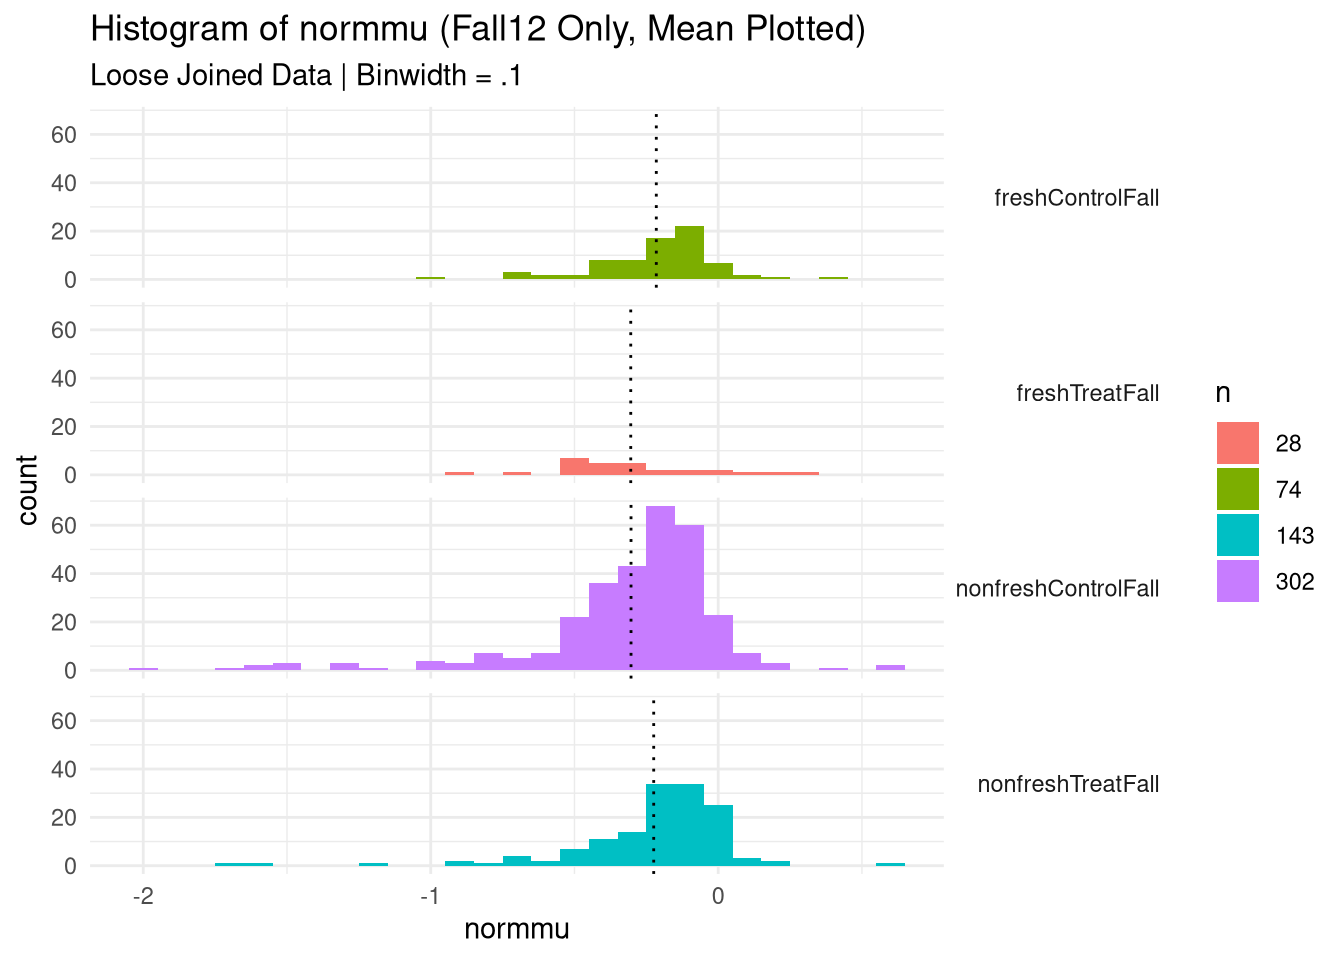 Histogram of normmu (Fall12 Only, Mean Plotted)
Loose Joined Data | Binwidth = .1
60
40
20
0
freshControlFall
60
40
20
0
freshTreatFall
60
40
20
0
nonfreshControlFall
60
40
20
0
nonfreshTreatFall
count
-2
-1
0
normmu
n
28
74
143
302